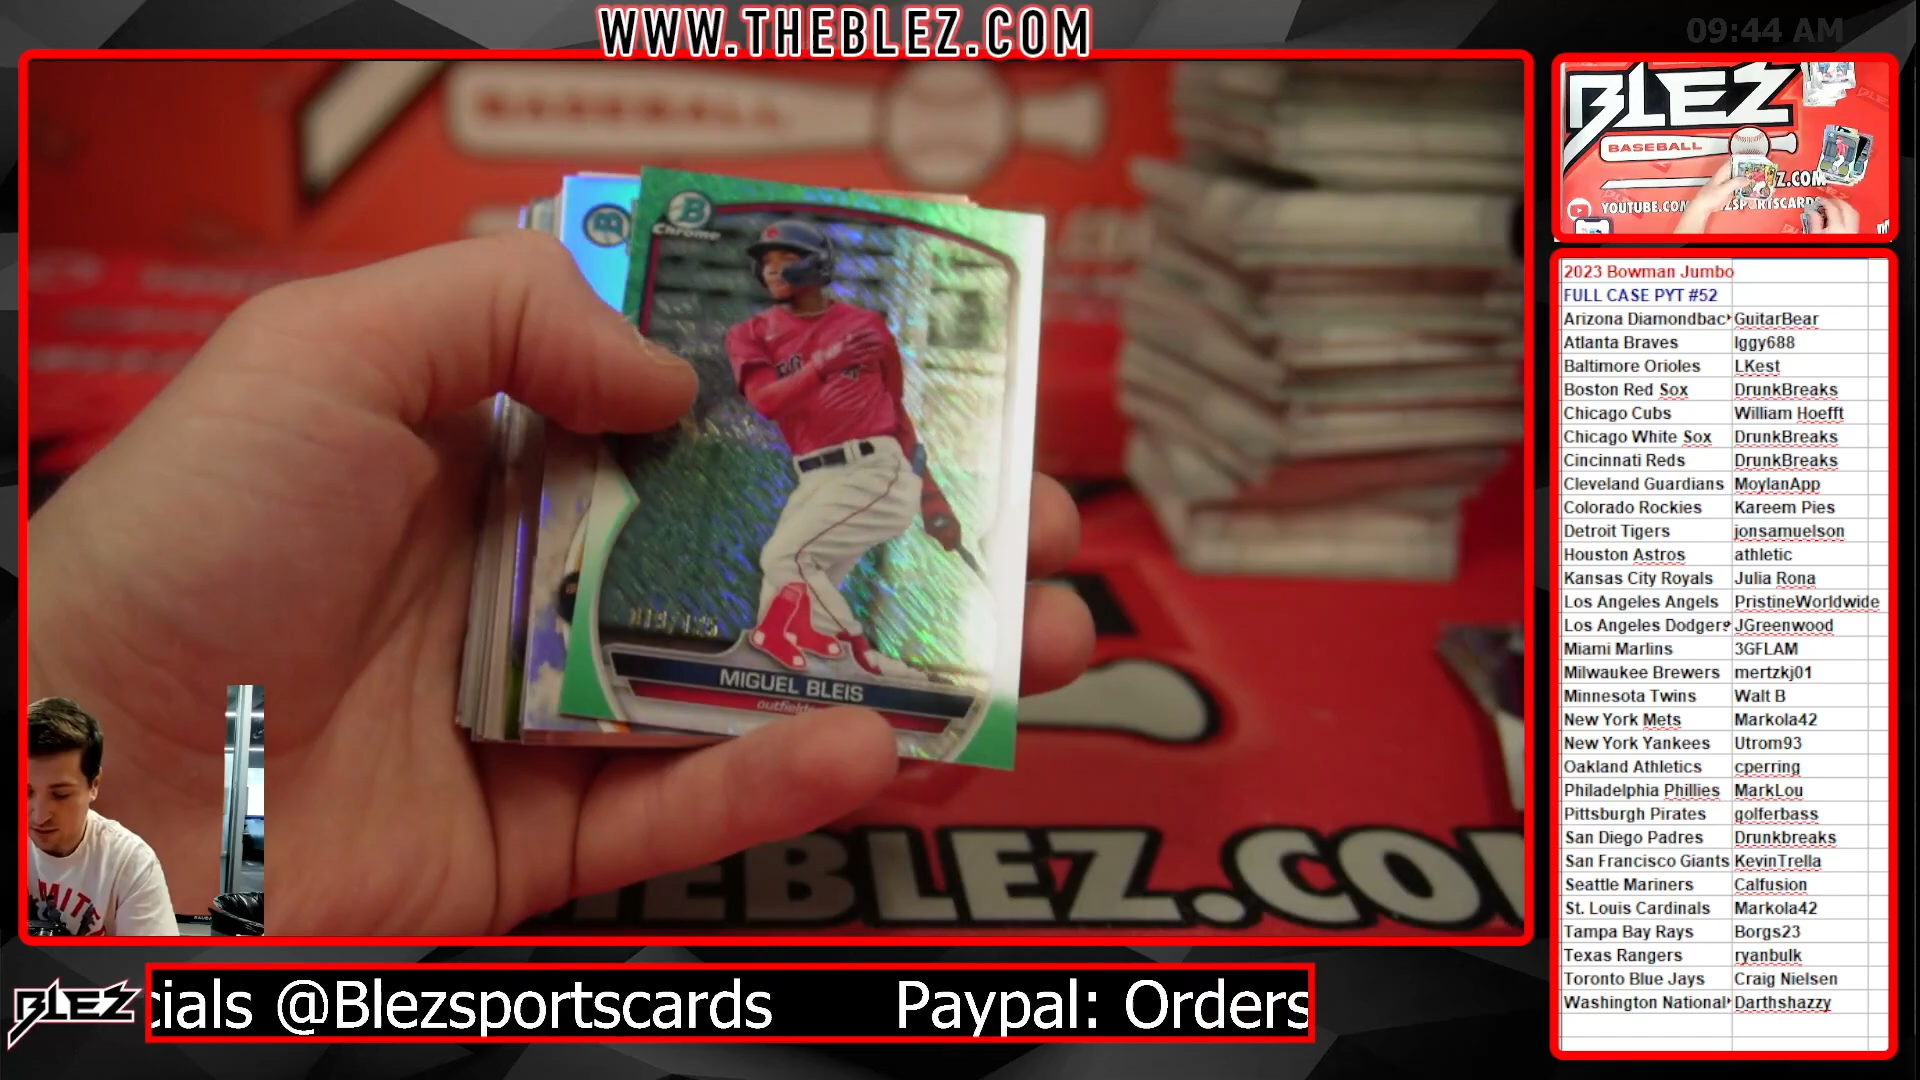 WWW.THEBLEZ.COM
09:44 AM
BASEBALL
B
Chrome
MIGUEL BLEIS
THEBLEZ.CO
BLEZ
BASEBALL
2023 Bowman Jumbo
FULL CASE PYT #52
Arizona Diamondbac GuitarBear
Atlanta Braves Iggy688
Baltimore Orioles LKest
Boston Red Sox DrunkBreaks
Chicago Cubs William Hoefft
Chicago White Sox DrunkBreaks
Cincinnati Reds DrunkBreaks
Cleveland Guardians MoylanApp
Colorado Rockies Kareem Pies
Detroit Tigers jonsamuelson
Houston Astros athletic
Kansas City Royals Julia Rona
Los Angeles Angels PristineWorldwide
Los Angeles Dodgers JGreenwood
Miami Marlins 3GFLAM
Milwaukee Brewers mertzkj01
Minnesota Twins Walt B
New York Mets Markola42
New York Yankees Utrom93
Oakland Athletics cperring
Philadelphia Phillies MarkLou
Pittsburgh Pirates golferbass
San Diego Padres Drunkbreaks
San Francisco Giants KevinTrella
Seattle Mariners Calfusion
St. Louis Cardinals Markola42
Tampa Bay Rays Borgs23
Texas Rangers ryanbulk
Toronto Blue Jays Craig Nielsen
Washington National Darthshazzy
BLEZ
cials @Blezsportscards Paypal: Orders